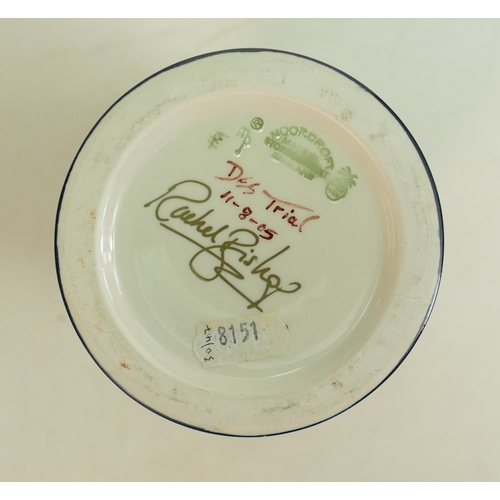 MOORCROFT
Des Trial
11-8-05
Rachel Bishop
8151